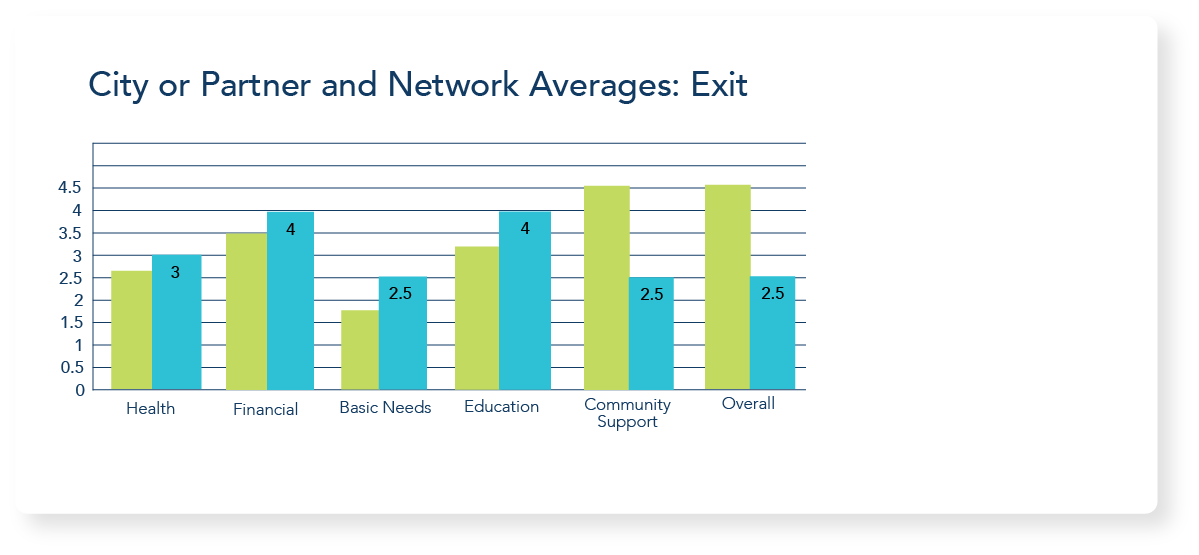 City or Partner and Network Averages: Exit
4.5
4
3.5
3
2.5
2
1.5
1
0.5
0
3
4
2.5
4
2.5
2.5
Health
Financial
Basic Needs
Education
Community
Support
Overall